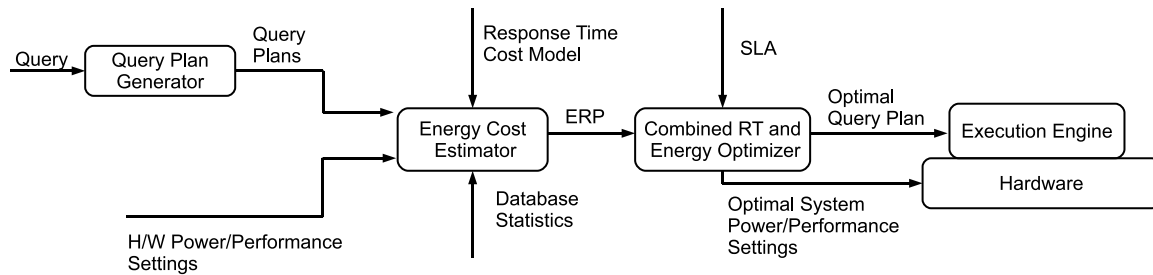 Query
Query Plan
Generator
Query
Plans
Response Time
Cost Model
SLA
H/W Power/Performance
Settings
Energy Cost
Estimator
Database
Statistics
ERP
Combined RT and
Energy Optimizer
Optimal
Query Plan
Execution Engine
Hardware
Optimal System
Power/Performance
Settings